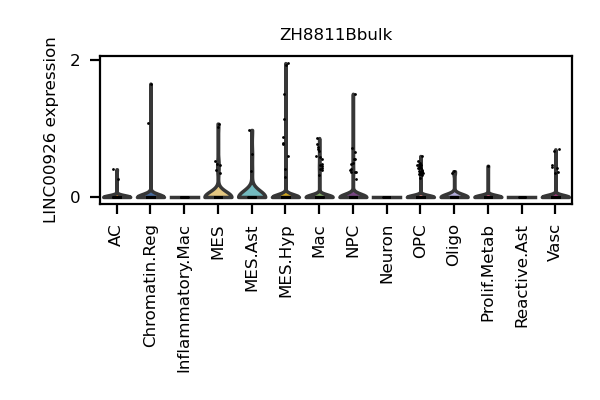 ZH8811Bbulk
LINC00926 expression
2
0
AC
Chromatin.Reg
Inflammatory.Mac
MES
MES.Ast
MES.Hyp
Mac
NPC
Neuron
OPC
Oligo
Prolif.Metab
Reactive.Ast
Vasc